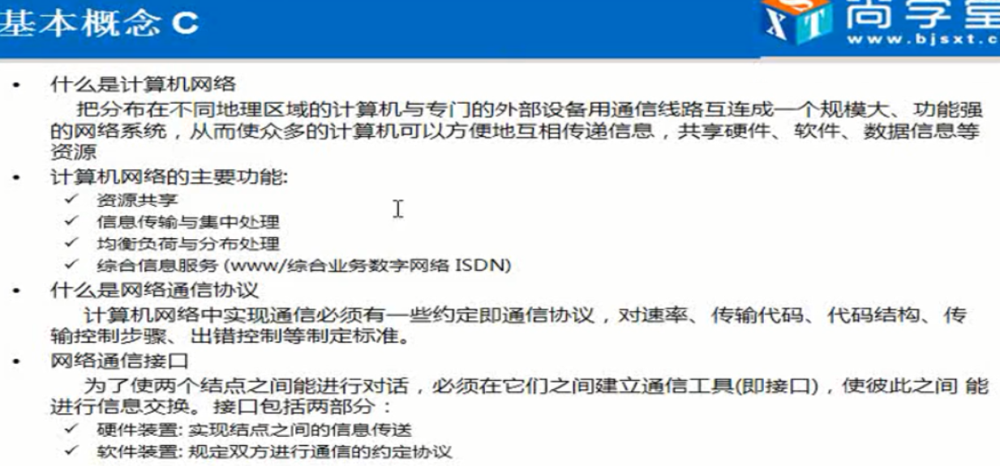 基本概念 C
SXT
尚学堂
www.bjsxt.c
• 什么是计算机网络
把分布在不同地理区域的计算机与专门的外部设备用通信线路互连成一个规模大、功能强
的网络系统，从而使众多的计算机可以方便地互相传递信息，共享硬件、软件、数据信息等
资源
• 计算机网络的主要功能:
✓ 资源共享
✓ 信息传输与集中处理
✓ 均衡负荷与分布处理
✓ 综合信息服务 (www/综合业务数字网络 ISDN)
• 什么是网络通信协议
计算机网络中实现通信必须有一些约定即通信协议，对速率、传输代码、代码结构、传
输控制步骤、出错控制等制定标准。
• 网络通信接口
为了使两个结点之间能进行对话，必须在它们之间建立通信工具(即接口)，使彼此之间 能
进行信息交换。接口包括两部分：
✓ 硬件装置: 实现结点之间的信息传送
✓ 软件装置: 规定双方进行通信的约定协议